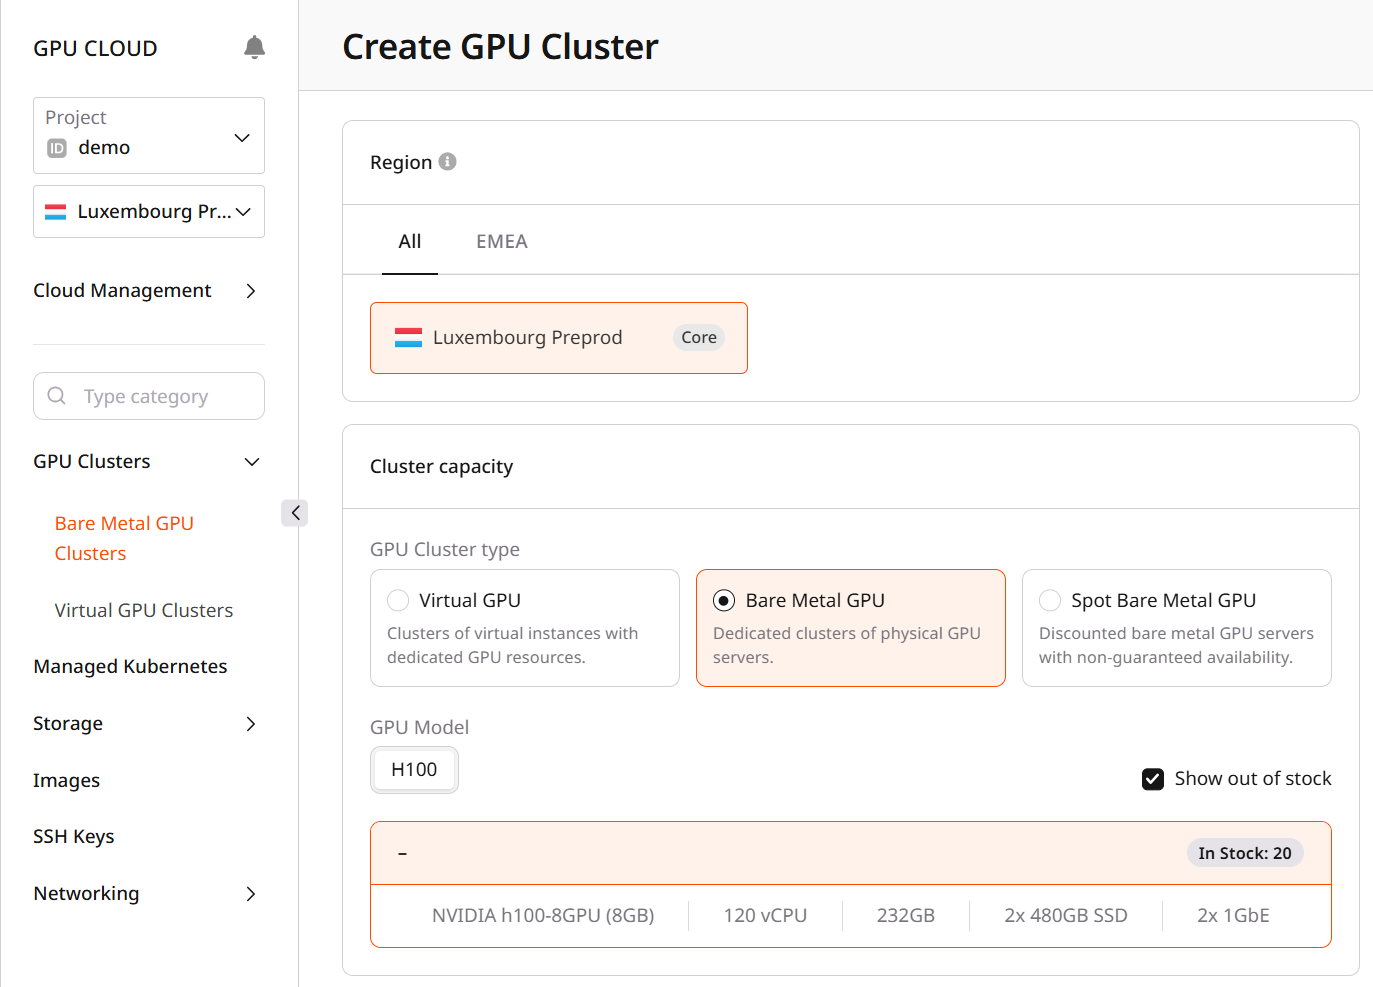 GPU CLOUD
Project
ID demo
Luxembourg Pr...
Cloud Management
Type category
GPU Clusters
Bare Metal GPU
Clusters
Virtual GPU Clusters
Managed Kubernetes
Storage
Images
SSH Keys
Networking
Create GPU Cluster
Region
All EMEA
Luxembourg Preprod Core
Cluster capacity
GPU Cluster type
Virtual GPU
Clusters of virtual instances with
dedicated GPU resources.
Bare Metal GPU
Dedicated clusters of physical GPU
servers.
Spot Bare Metal GPU
Discounted bare metal GPU servers
with non-guaranteed availability.
GPU Model
H100
Show out of stock
– In Stock: 20
NVIDIA h100-8GPU (8GB) 120 vCPU 232GB 2x 480GB SSD 2x 1GbE